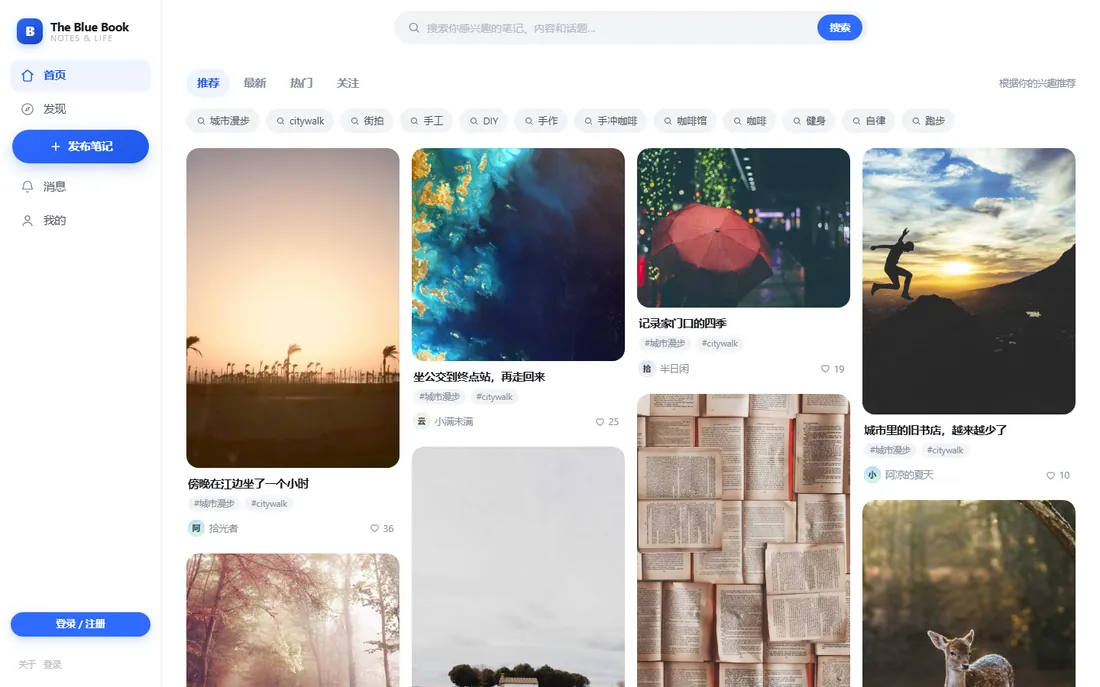 B
The Blue Book
NOTES & LIFE
首页
发现
+ 发布笔记
消息
我的
登录 / 注册
关于 登录
搜索你感兴趣的笔记、内容和话题...
搜索
推荐 最新 热门 关注
根据你的兴趣推荐
城市漫步 citywalk 街拍 手工 DIY 手作 手冲咖啡 咖啡馆 咖啡 健身 自律 跑步
傍晚在江边坐了一个小时
#城市漫步 #citywalk
阿 拾光者 36
坐公交到终点站，再走回来
#城市漫步 #citywalk
云 小满未满 25
记录家门口的四季
#城市漫步 #citywalk
拾 半日闲 19
城市里的旧书店，越来越少了
#城市漫步 #citywalk
小 阿凉的夏天 10